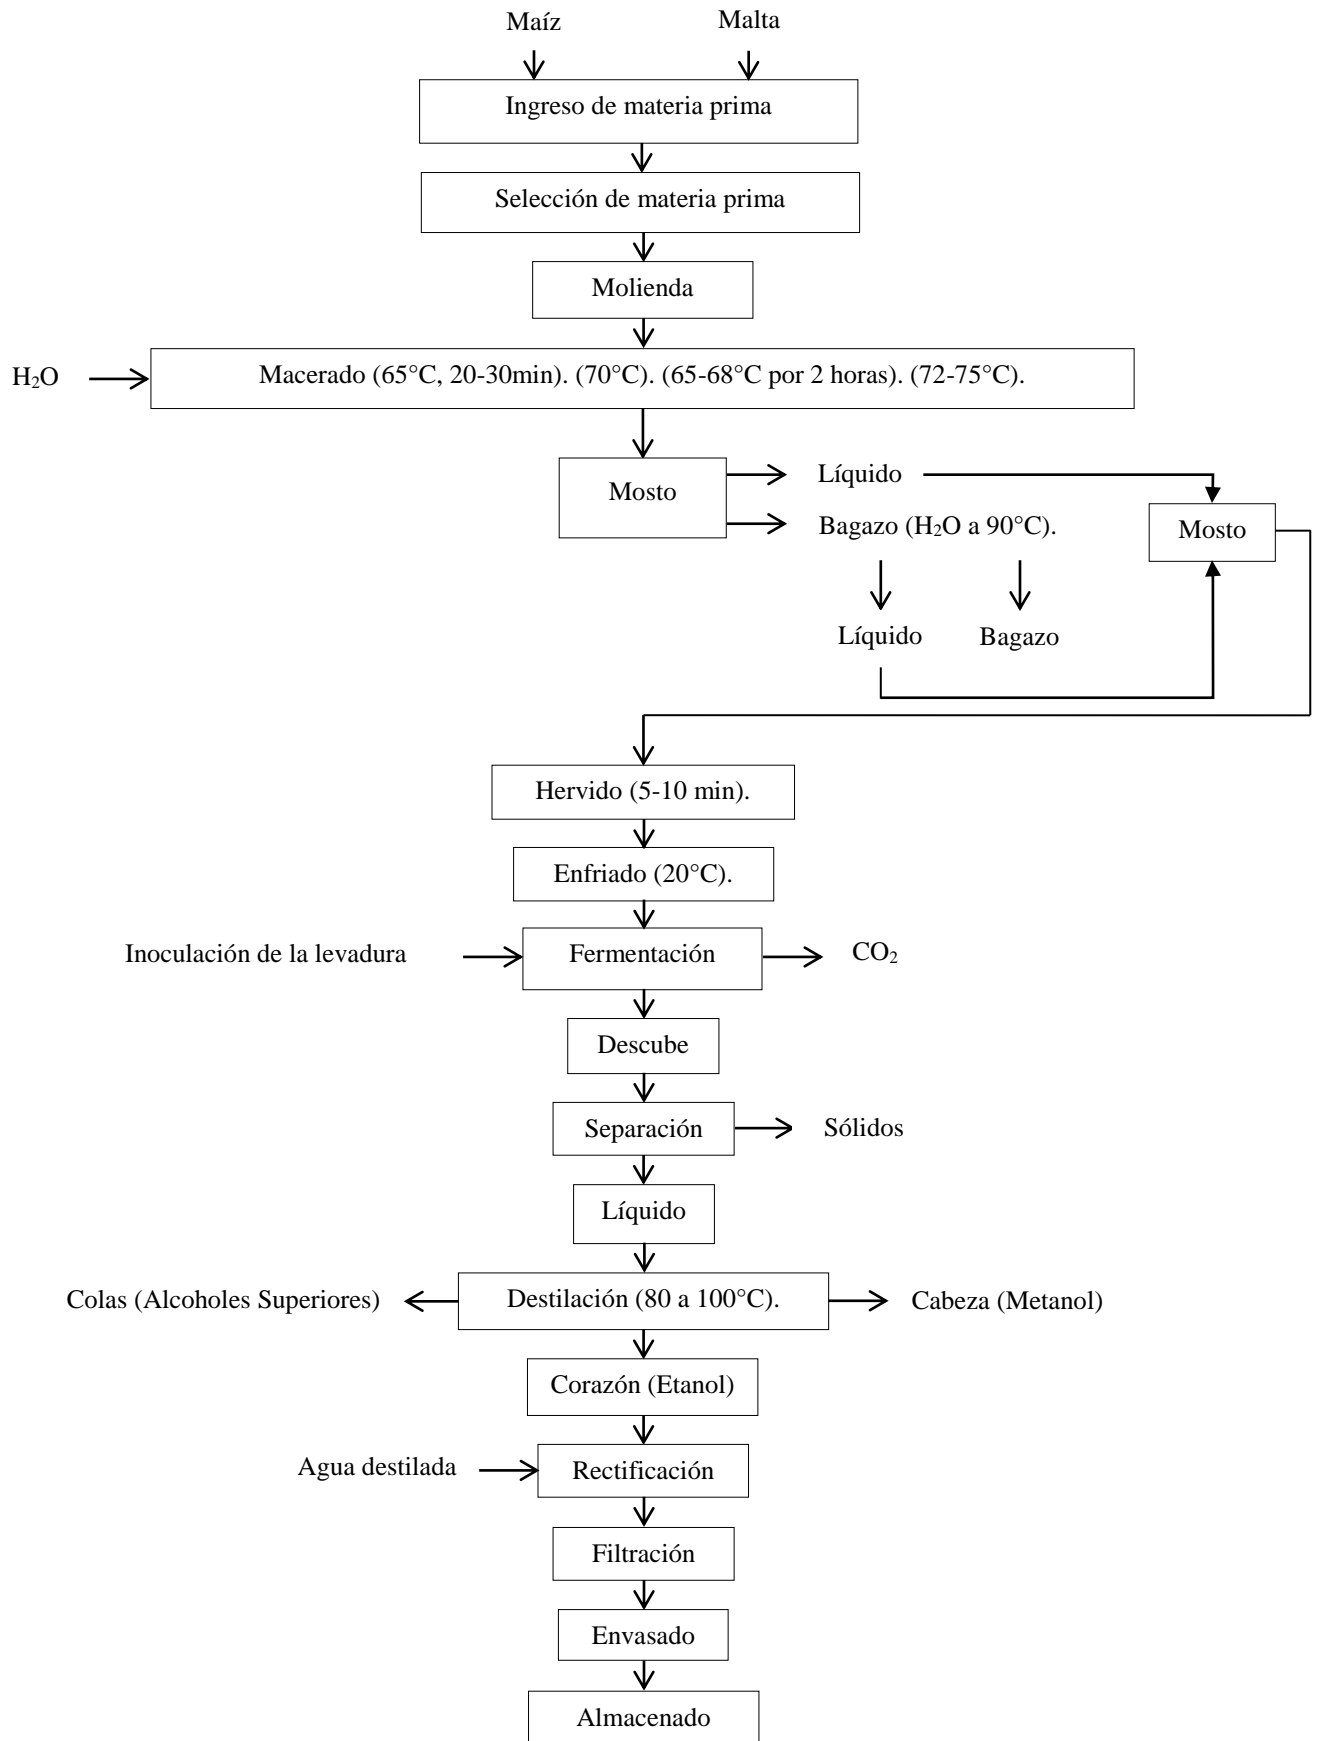 Maíz
Malta
Ingreso de materia prima
Selección de materia prima
Molienda
H₂O
Macerado (65°C, 20-30min). (70°C). (65-68°C por 2 horas). (72-75°C).
Mosto
Líquido
Bagazo (H₂O a 90°C).
Mosto
Líquido
Bagazo
Hervido (5-10 min).
Enfriado (20°C).
Inoculación de la levadura
Fermentación
CO₂
Descube
Separación
Sólidos
Líquido
Colas (Alcoholes Superiores)
Destilación (80 a 100°C).
Cabeza (Metanol)
Corazón (Etanol)
Agua destilada
Rectificación
Filtración
Envasado
Almacenado